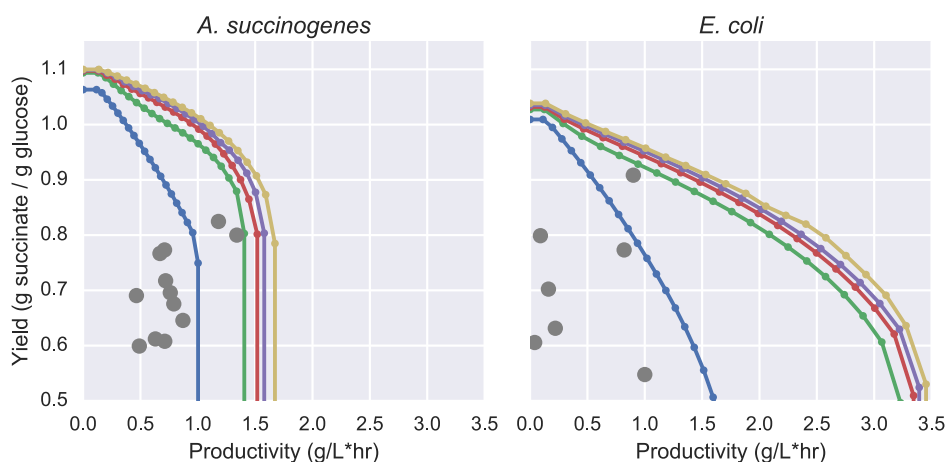 A. succinogenes
E. coli
Yield (g succinate / g glucose)
1.1
1.0
0.9
0.8
0.7
0.6
0.5
0.0 0.5 1.0 1.5 2.0 2.5 3.0 3.5
0.0 0.5 1.0 1.5 2.0 2.5 3.0 3.5
Productivity (g/L*hr)
Productivity (g/L*hr)